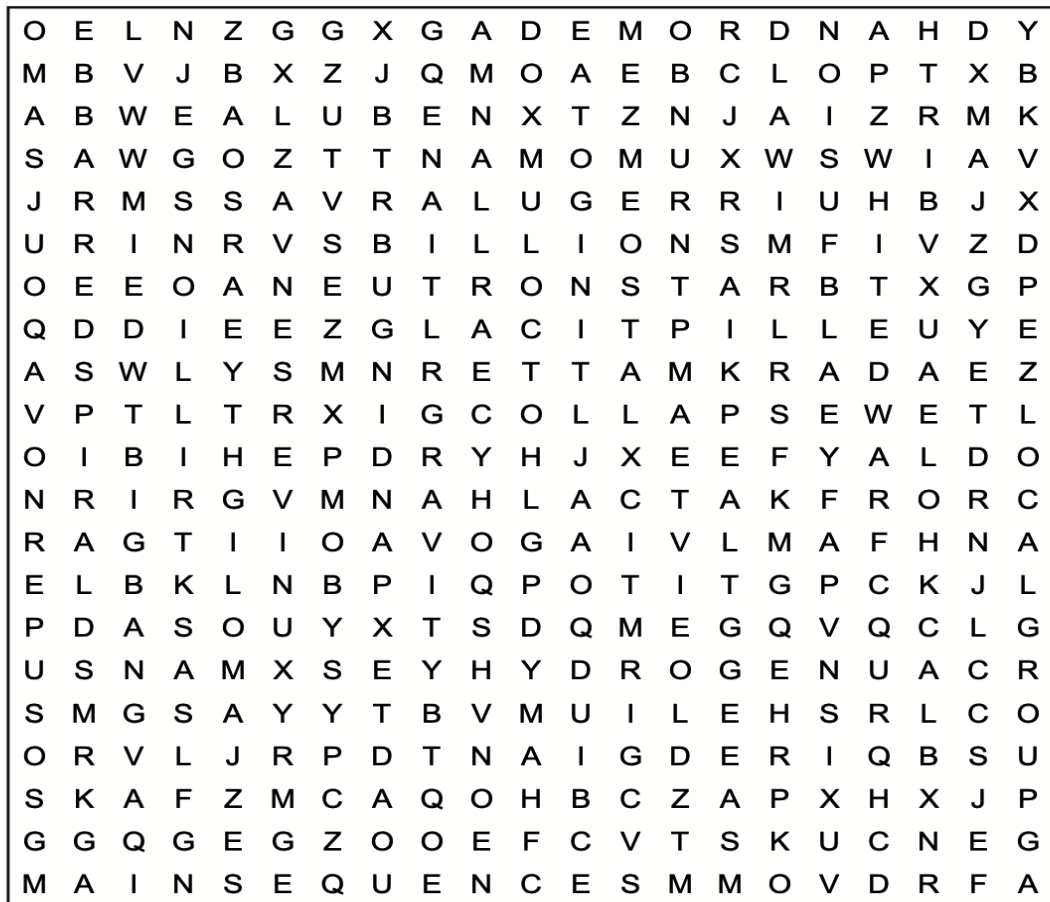 O E L N Z G G X G A D E M O R D N A H D Y
M B V J B X Z J Q M O A E B C L O P T X B
A B W E A L U B E N X T Z N J A I Z R M K
S A W G O Z T T N A M O M U X W S W I A V
J R M S S A V R A L U G E R R I U H B J X
U R I N R V S B I L L I O N S M F I V Z D
O E E O A N E U T R O N S T A R B T X G P
Q D D I E E Z G L A C I T P I L L E U Y E
A S W L Y S M N R E T T A M K R A D A E Z
V P T L T R X I G C O L L A P S E W E T L
O I B I H E P D R Y H J X E E F Y A L D O
N R I R G V M N A H L A C T A K F R O R C
R A G T I I O A V O G A I V L M A F H N A
E L B K L N B P I Q P O T I T G P C K J L
P D A S O U Y X T S D Q M E G Q V Q C L G
U S N A M X S E Y H Y D R O G E N U A C R
S M G S A Y Y T B V M U I L E H S R L C O
O R V L J R P D T N A I G D E R I Q B S U
S K A F Z M C A Q O H B C Z A P X H X J P
G G Q G E G Z O O E F C V T S K U C N E G
M A I N S E Q U E N C E S M M O V D R F A